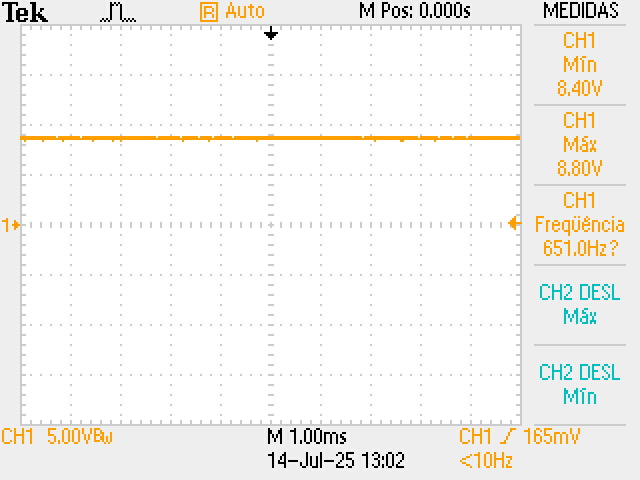 Tek R Auto M Pos: 0.000s MEDIDAS
CH1
Mín
8.40V
CH1
Máx
8.80V
CH1
Freqüência
651.0Hz?
CH2 DESL
Máx
CH2 DESL
Mín
1
CH1 5.00VBw M 1.00ms CH1 165mV
14-Jul-25 13:02 <10Hz